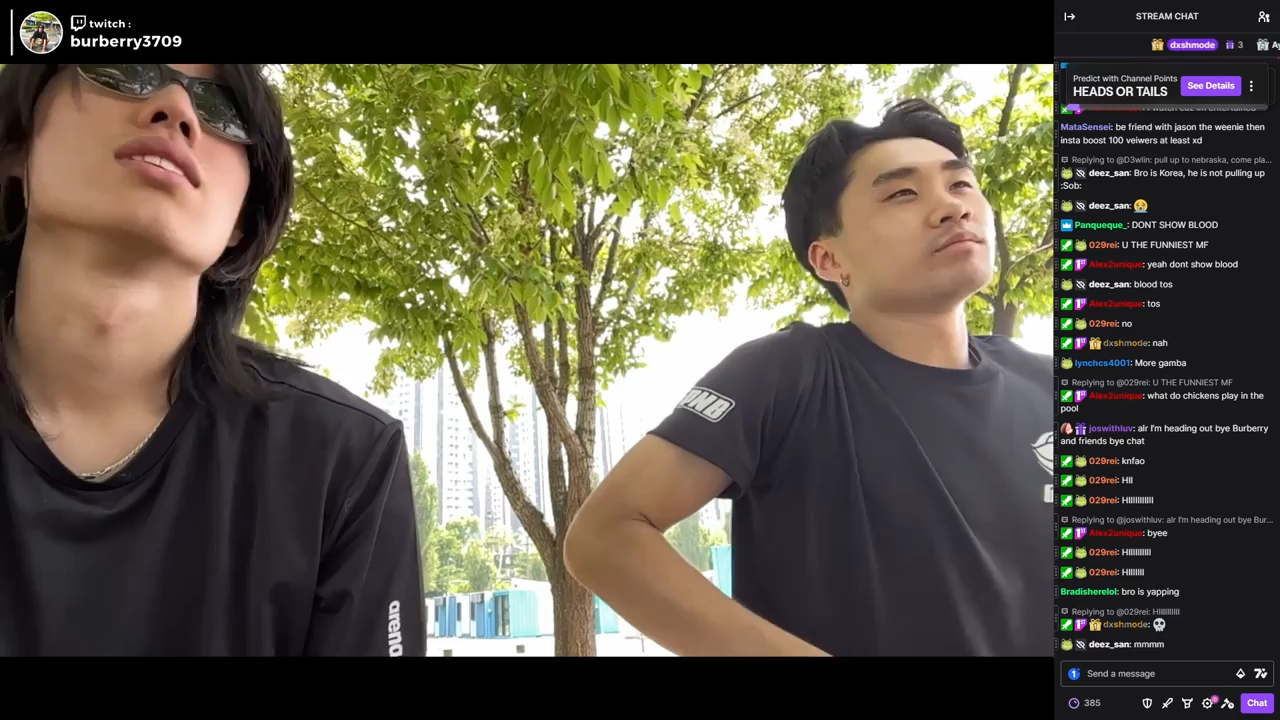 twitch :
burberry3709
PMB
arena
STREAM CHAT
dxshmode 3
Predict with Channel Points
HEADS OR TAILS
See Details
MataSensei: be friend with jason the weenie then
insta boost 100 veiwers at least xd
Replying to @D3wlin: pull up to nebraska, come pla...
deez_san: Bro is Korea, he is not pulling up
:Sob:
deez_san:
Panqueque_: DONT SHOW BLOOD
029rei: U THE FUNNIEST MF
Alex2unique: yeah dont show blood
deez_san: blood tos
Alex2unique: tos
029rei: no
dxshmode: nah
lynchcs4001: More gamba
Replying to @029rei: U THE FUNNIEST MF
Alex2unique: what do chickens play in the
pool
joswithluv: alr I'm heading out bye Burberry
and friends bye chat
029rei: knfao
029rei: HII
029rei: HIIIIIIIIIIII
Replying to @joswithluv: alr I'm heading out bye Bur...
Alex2unique: byee
029rei: HIIIIIIIIIII
029rei: HIIIIIIII
Bradisherelol: bro is yapping
Replying to @029rei: HIIIIIIIIIII
dxshmode:
deez_san: mmmm
Send a message
385
Chat